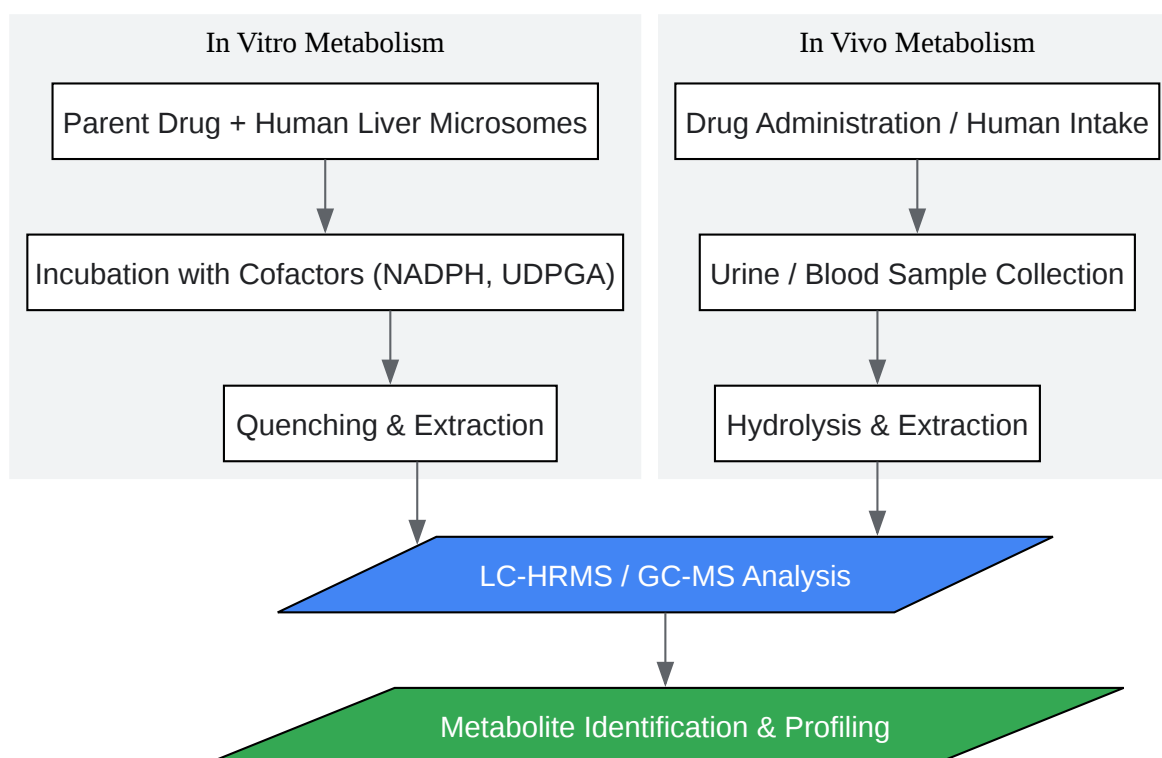 In Vitro Metabolism
Parent Drug + Human Liver Microsomes
Incubation with Cofactors (NADPH, UDPGA)
Quenching & Extraction
In Vivo Metabolism
Drug Administration / Human Intake
Urine / Blood Sample Collection
Hydrolysis & Extraction
LC-HRMS / GC-MS Analysis
Metabolite Identification & Profiling